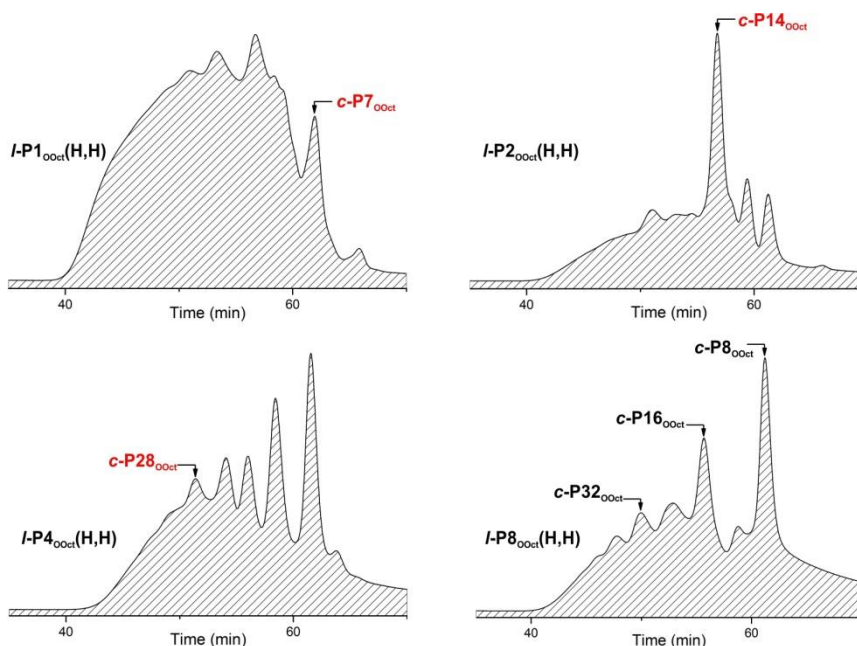 c-P7OOct
l-P1OOct(H,H)
40
60
Time (min)
c-P14OOct
l-P2OOct(H,H)
40
60
Time (min)
c-P28OOct
l-P4OOct(H,H)
40
60
Time (min)
c-P8OOct
c-P16OOct
c-P32OOct
l-P8OOct(H,H)
40
60
Time (min)